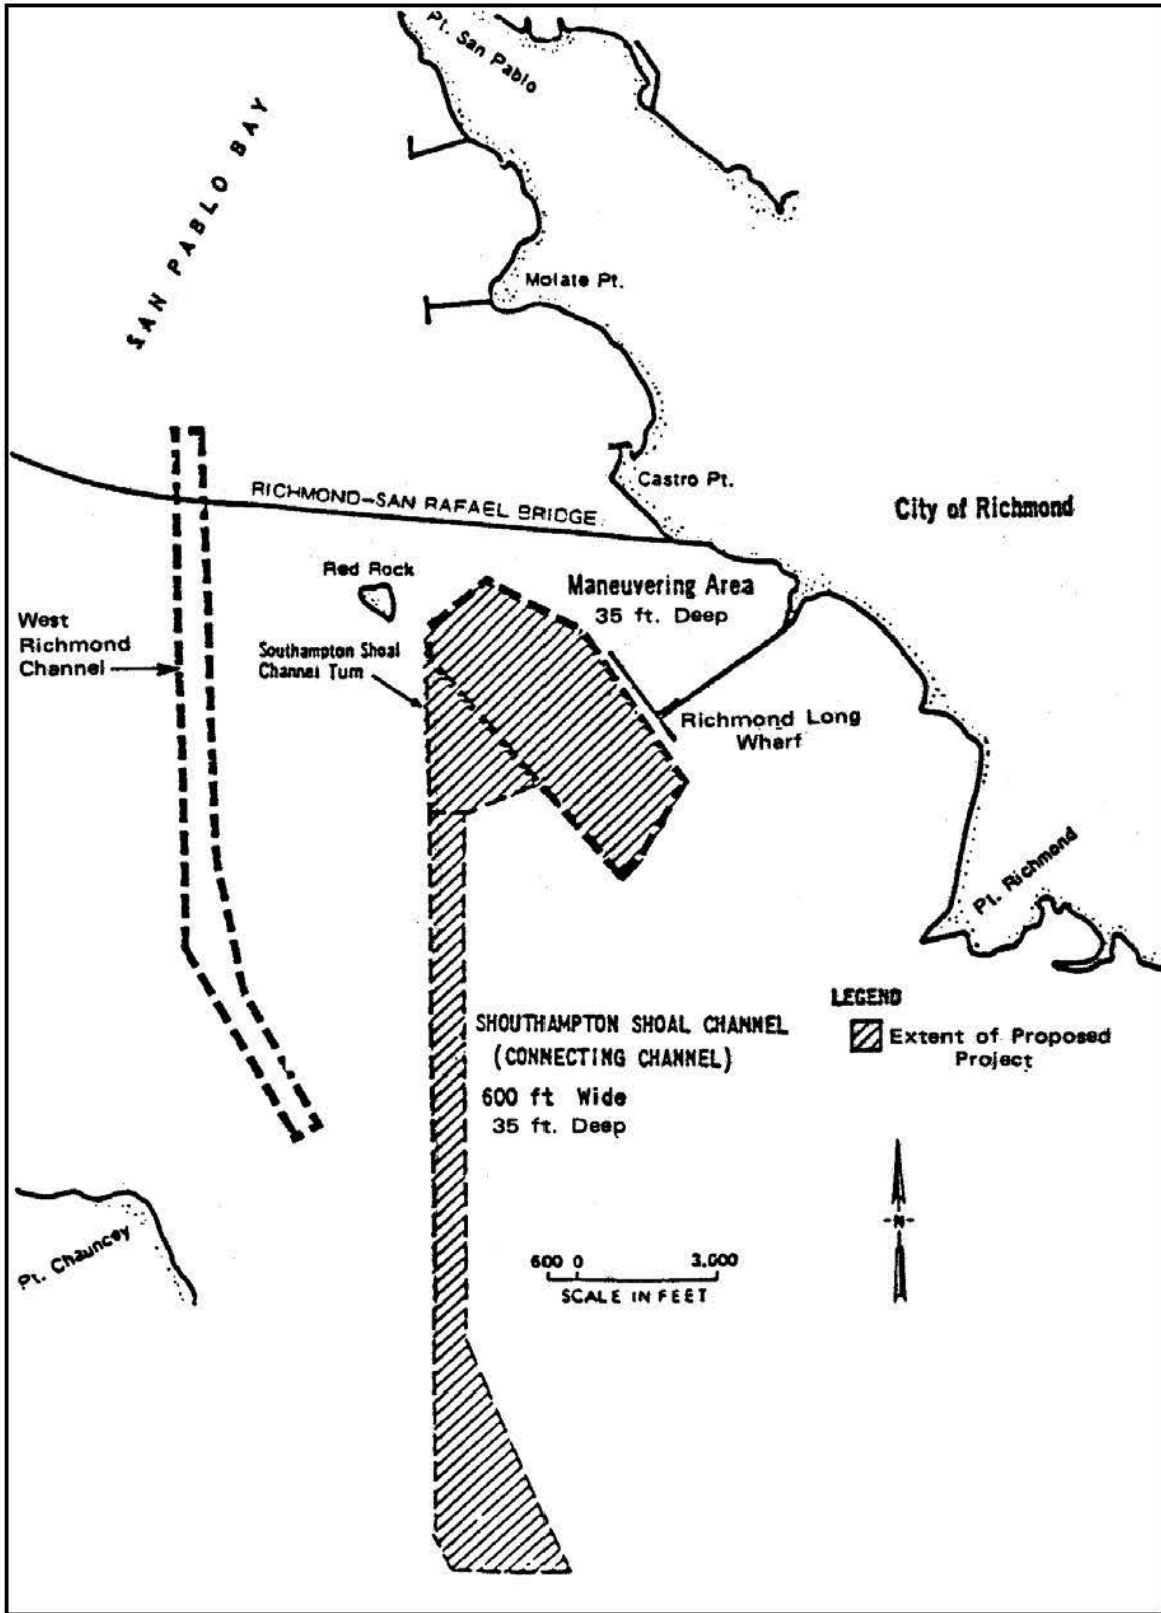 Pt. San Pablo
SAN PABLO BAY
Molate Pt.
Castro Pt.
RICHMOND-SAN RAFAEL BRIDGE
City of Richmond
Red Rock
Maneuvering Area
35 ft. Deep
West
Richmond
Channel
Southampton Shoal
Channel Turn
Richmond Long
Wharf
Pt. Richmond
LEGEND
Extent of Proposed
Project
SHOUTHAMPTON SHOAL CHANNEL
(CONNECTING CHANNEL)
600 ft Wide
35 ft. Deep
Pt. Chauncey
-N-
600 0 3,000
SCALE IN FEET